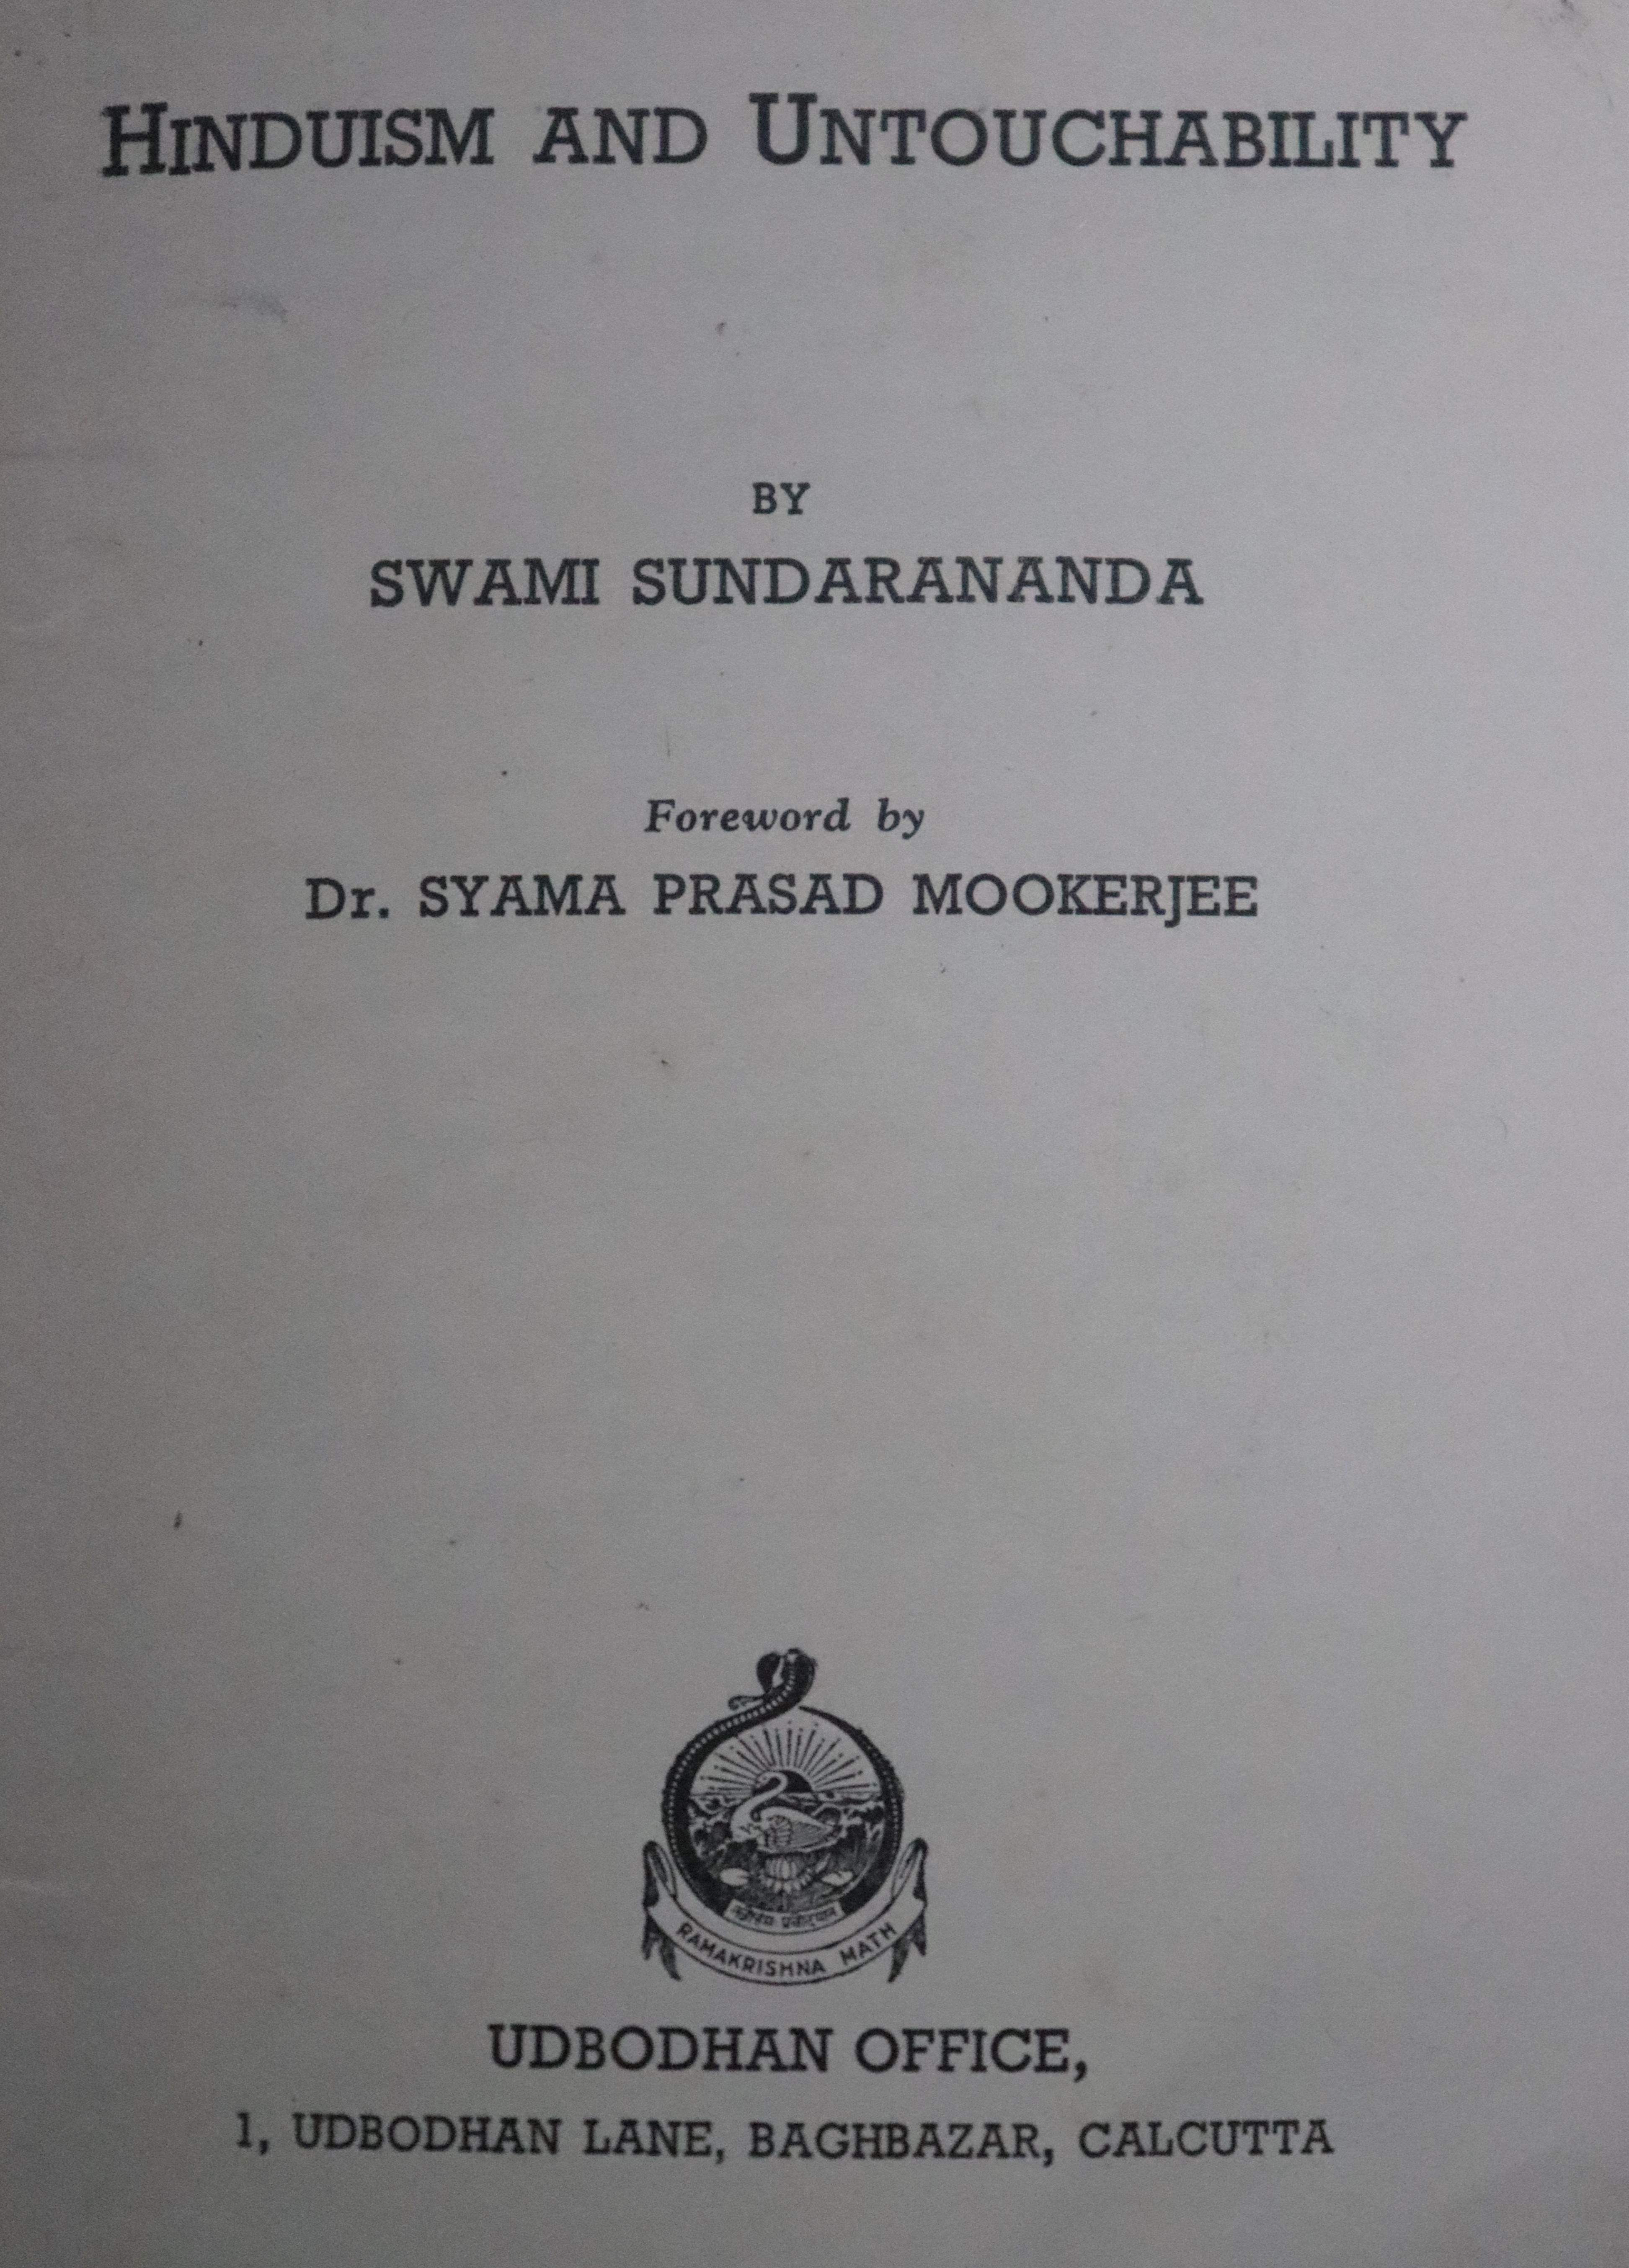 HINDUISM AND UNTOUCHABILITY
BY
SWAMI SUNDARANANDA
Foreword by
Dr. SYAMA PRASAD MOOKERJEE
RAMAKRISHNA MATH
UDBODHAN OFFICE,
1, UDBODHAN LANE, BAGHBAZAR, CALCUTTA